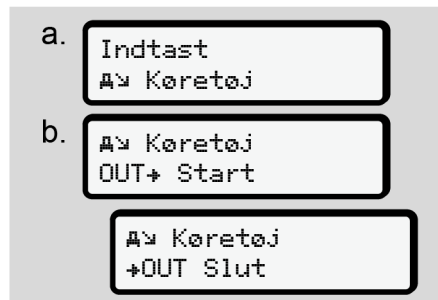 a.
Indtast
Køretøj
b.
Køretøj
OUT→ Start
Køretøj
→OUT Slut